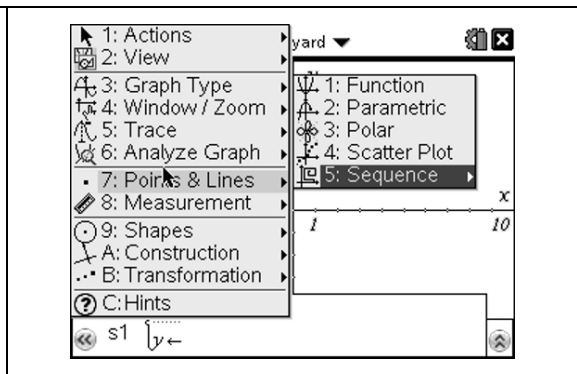 1: Actions
2: View
3: Graph Type
4: Window / Zoom
5: Trace
6: Analyze Graph
7: Points & Lines
8: Measurement
9: Shapes
A: Construction
B: Transformation
C:Hints
yard
1: Function
2: Parametric
3: Polar
4: Scatter Plot
5: Sequence
x
1
10
s1 y←